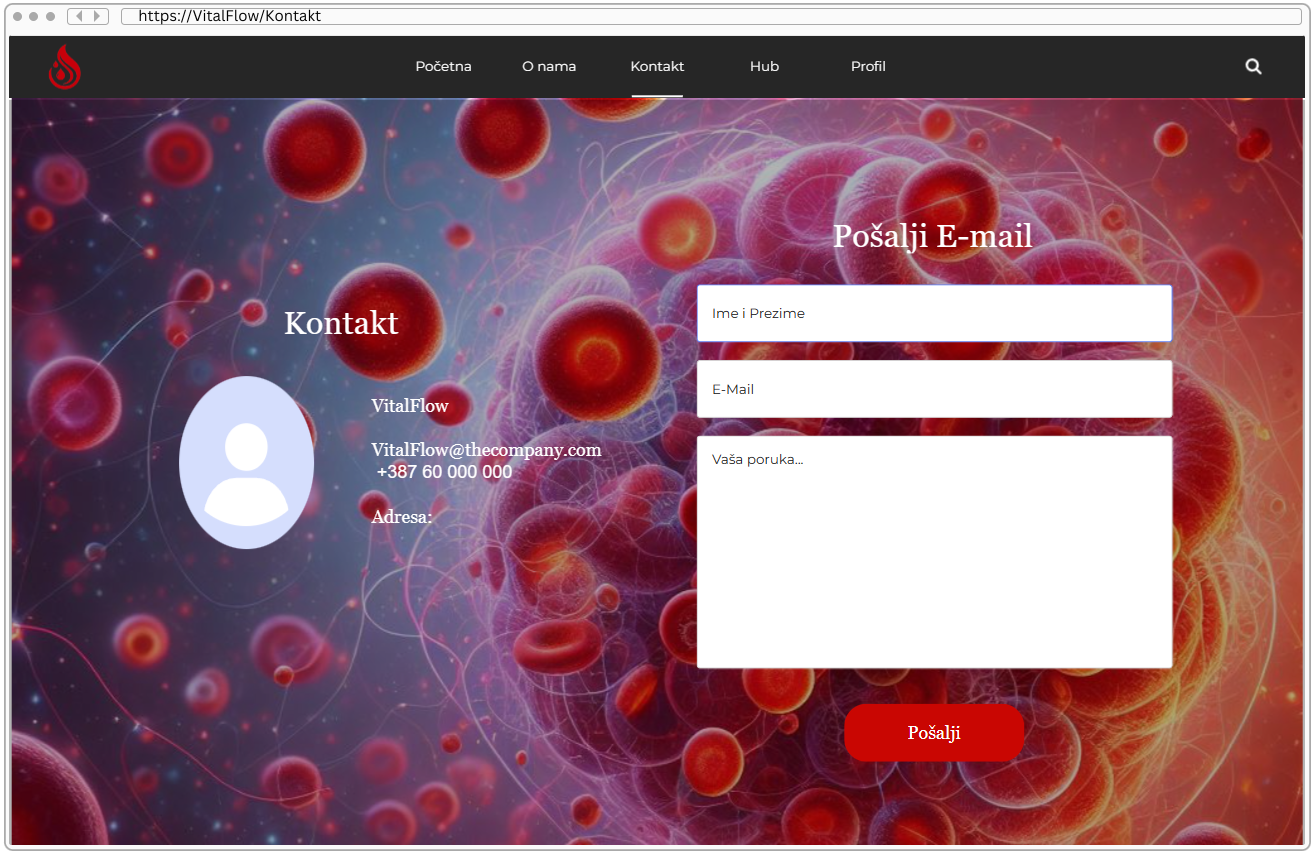 https://VitalFlow/Kontakt
Početna O nama Kontakt Hub Profil
Kontakt
VitalFlow
VitalFlow@thecompany.com
+387 60 000 000
Adresa:
Pošalji E-mail
Ime i Prezime
E-Mail
Vaša poruka...
Pošalji